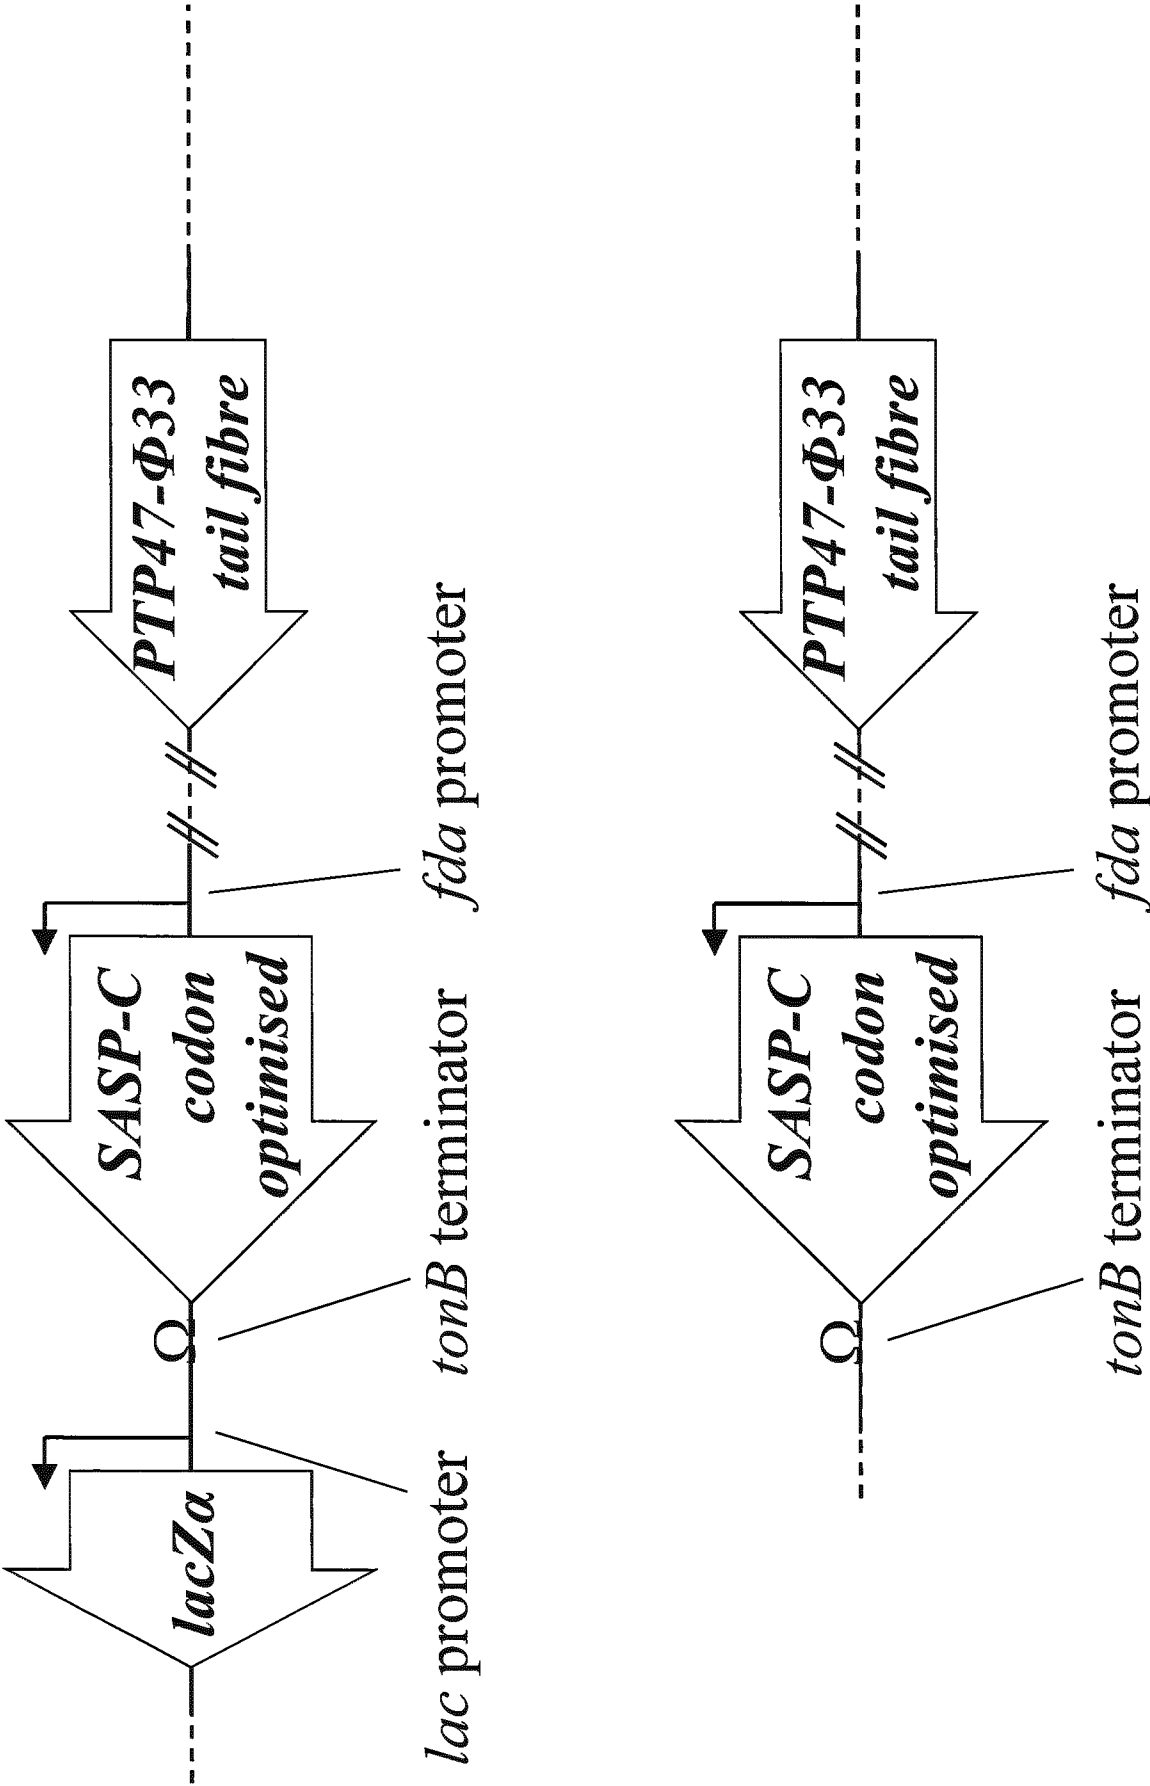 lacZα
SASP-C
codon
optimised
PTP47-Φ33
tail fibre
Ω
lac promoter
tonB terminator
fda promoter
SASP-C
codon
optimised
PTP47-Φ33
tail fibre
Ω
tonB terminator
fda promoter